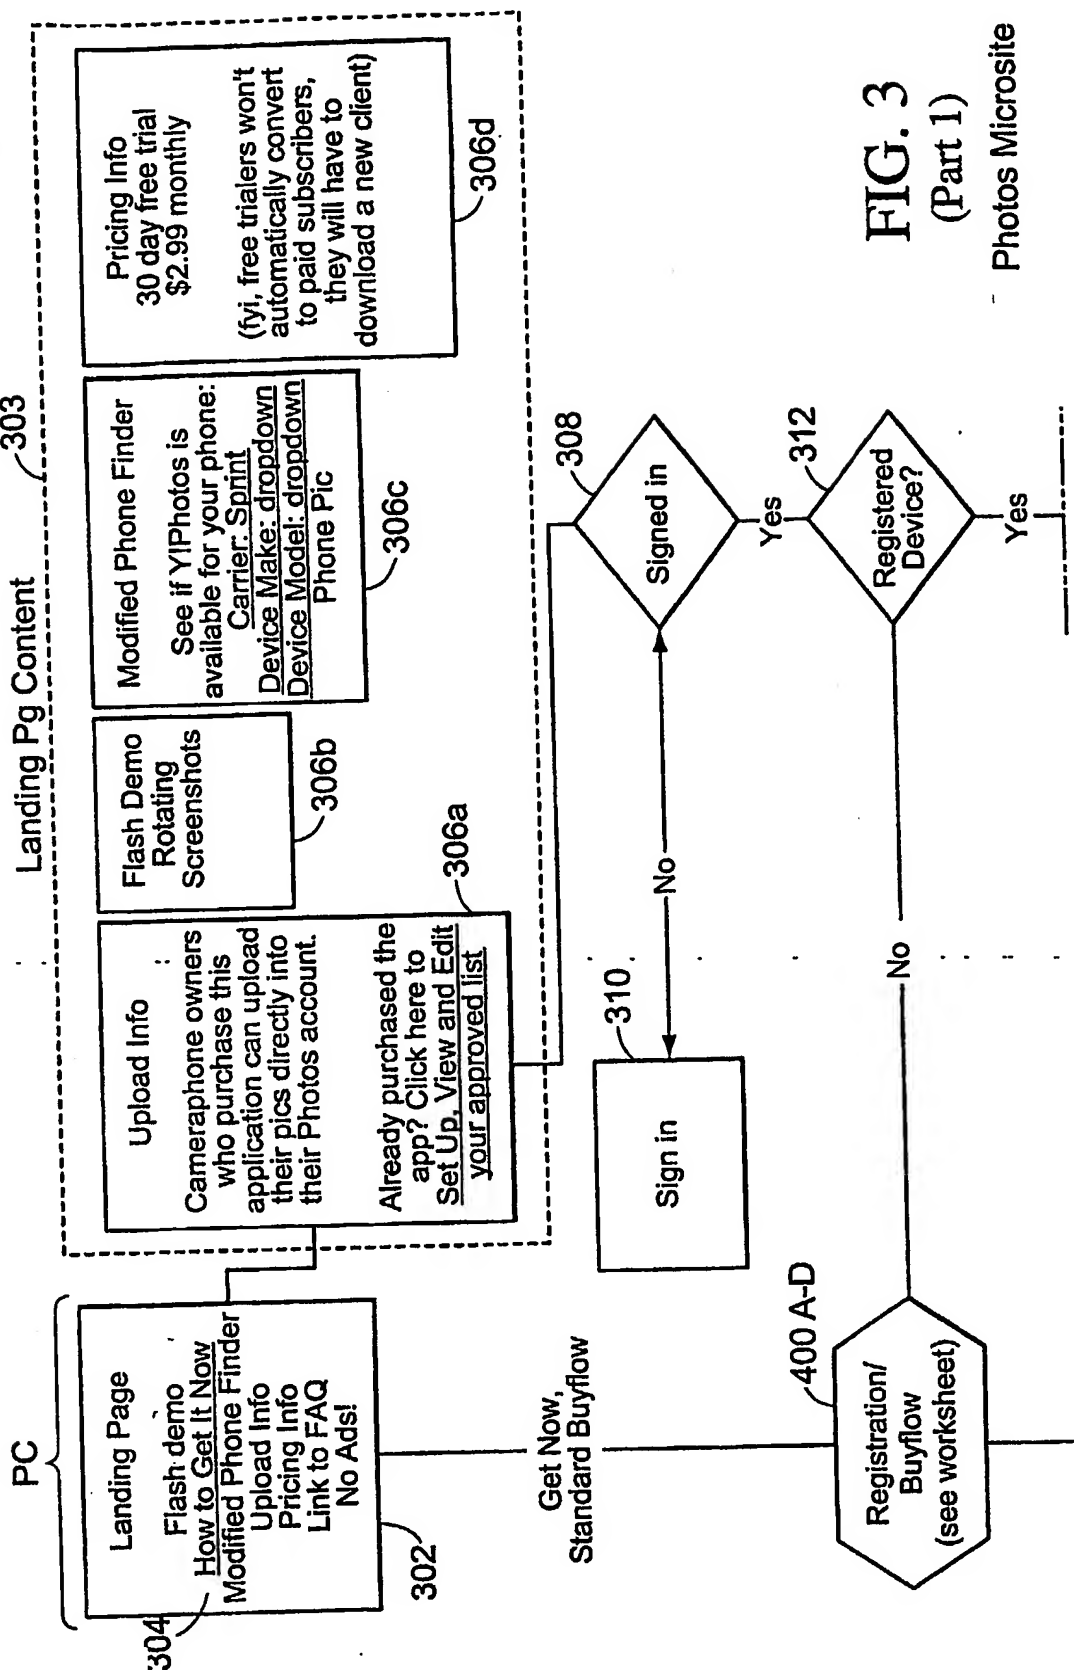 PC
Landing Page
Flash demo
How to Get It Now
Modified Phone Finder
Upload Info
Pricing Info
Link to FAQ
No Ads!
304
302
Landing Pg Content
303
Upload Info
Cameraphone owners
who purchase this
application can upload
their pics directly into
their Photos account.
Already purchased the
app? Click here to
Set Up, View and Edit
your approved list
306a
Flash Demo
Rotating
Screenshots
306b
Modified Phone Finder
See if Y!Photos is
available for your phone:
Carrier: Sprint
Device Make: dropdown
Device Model: dropdown
Phone Pic
306c
Pricing Info
30 day free trial
$2.99 monthly
(fyi, free trialers won't
automatically convert
to paid subscribers,
they will have to
download a new client)
306d
Get Now,
Standard Buyflow
310
Sign in
No
308
Signed in
Yes
312
Registered
Device?
Yes
No
400 A-D
Registration/
Buyflow
(see worksheet)
FIG. 3
(Part 1)
Photos Microsite